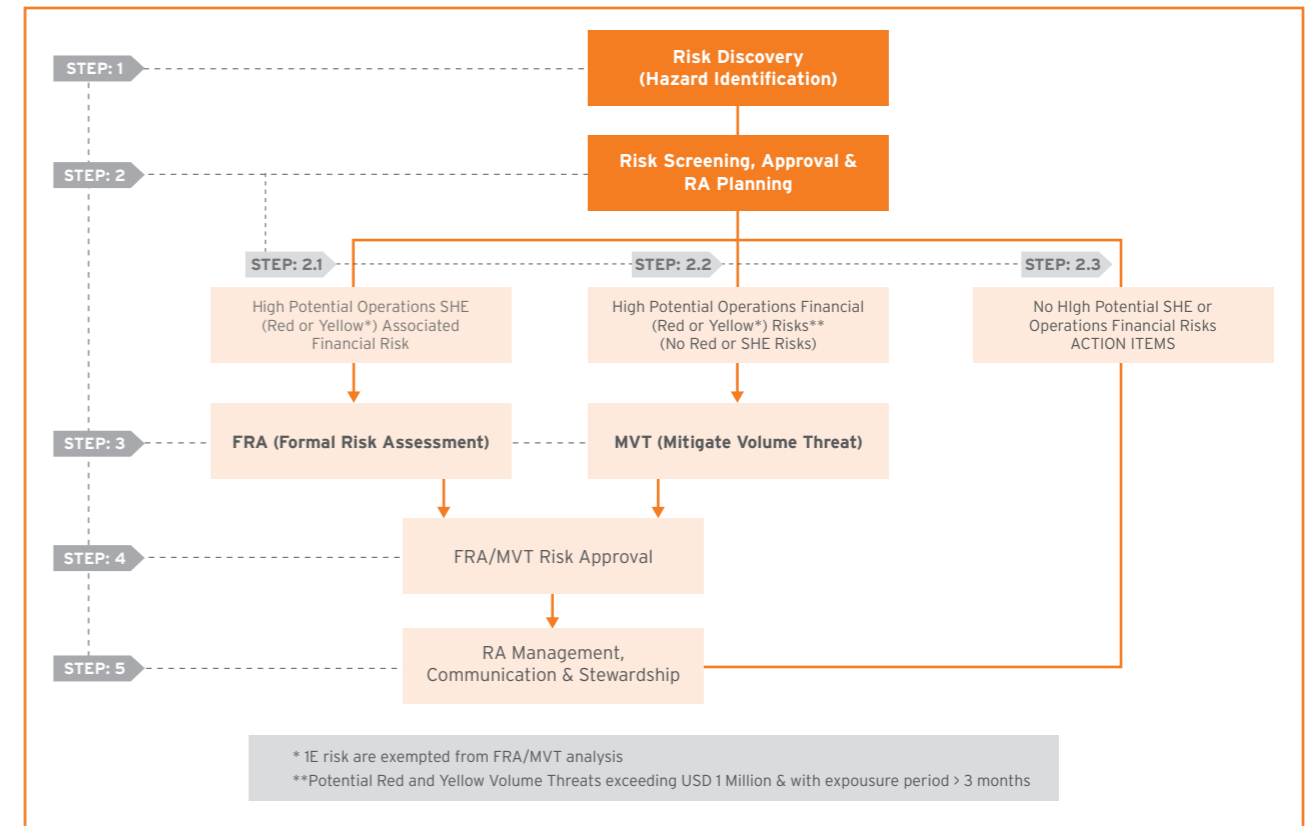 STEP: 1
Risk Discovery
(Hazard Identification)
STEP: 2
Risk Screening, Approval &
RA Planning
STEP: 2.1
STEP: 2.2
STEP: 2.3
High Potential Operations SHE
(Red or Yellow*) Associated
Financial Risk
High Potential Operations Financial
(Red or Yellow*) Risks**
(No Red or SHE Risks)
No HIgh Potential SHE or
Operations Financial Risks
ACTION ITEMS
STEP: 3
FRA (Formal Risk Assessment)
MVT (Mitigate Volume Threat)
STEP: 4
FRA/MVT Risk Approval
STEP: 5
RA Management,
Communication & Stewardship
* 1E risk are exempted from FRA/MVT analysis
**Potential Red and Yellow Volume Threats exceeding USD 1 Million & with expousure period > 3 months